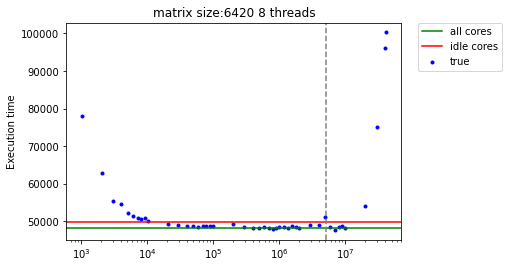 matrix size:6420 8 threads
100000
90000
80000
70000
60000
50000
Execution time
10³
10⁴
10⁵
10⁶
10⁷
all cores
idle cores
true